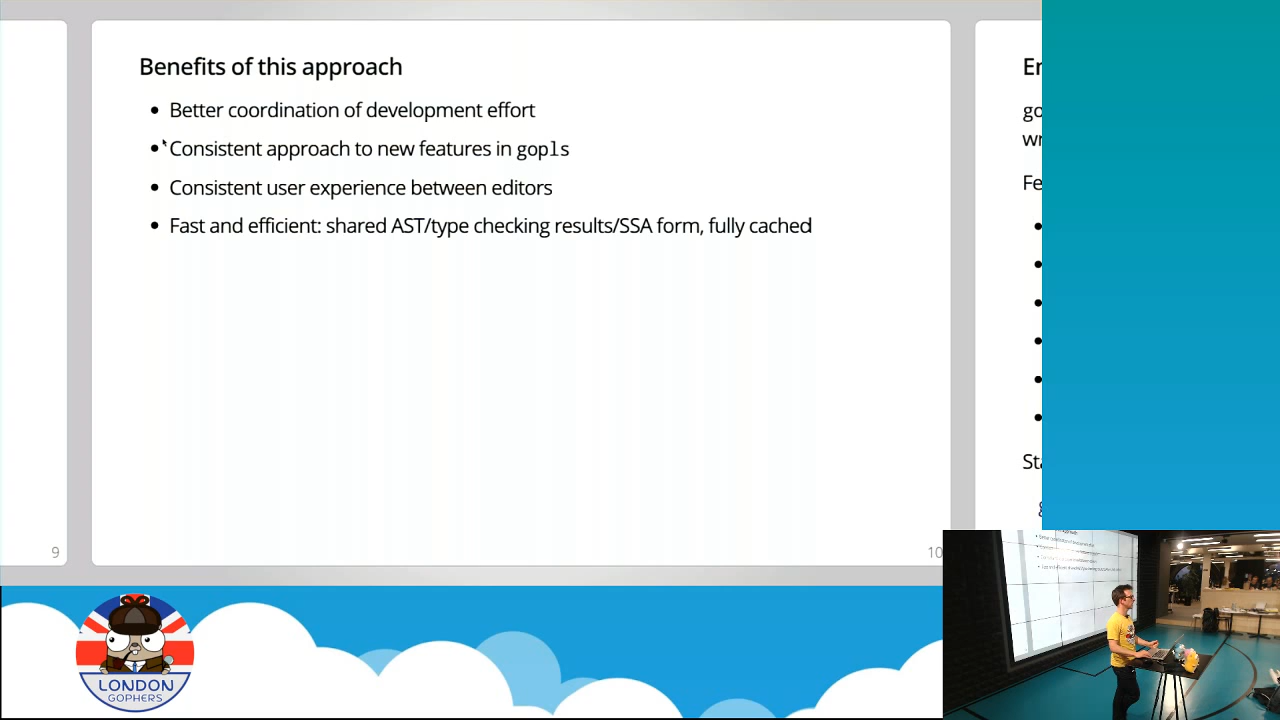 Benefits of this approach
Better coordination of development effort
Consistent approach to new features in gopls
Consistent user experience between editors
Fast and efficient: shared AST/type checking results/SSA form, fully cached
9
10
LONDON
GOPHERS